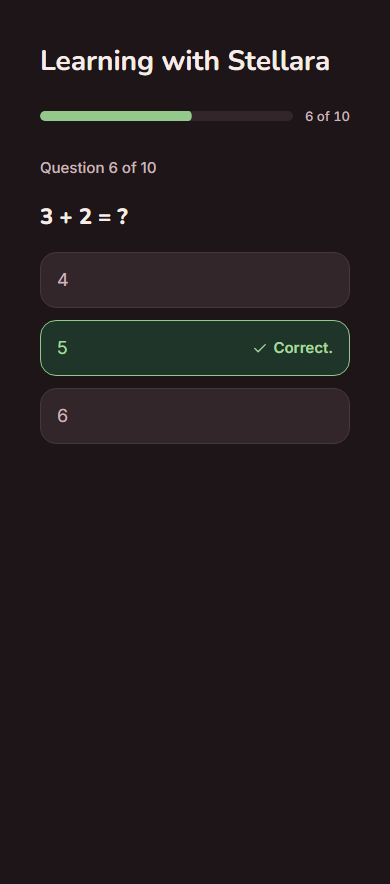 Learning with Stellara
6 of 10
Question 6 of 10
3 + 2 = ?
4
5 ✓ Correct.
6